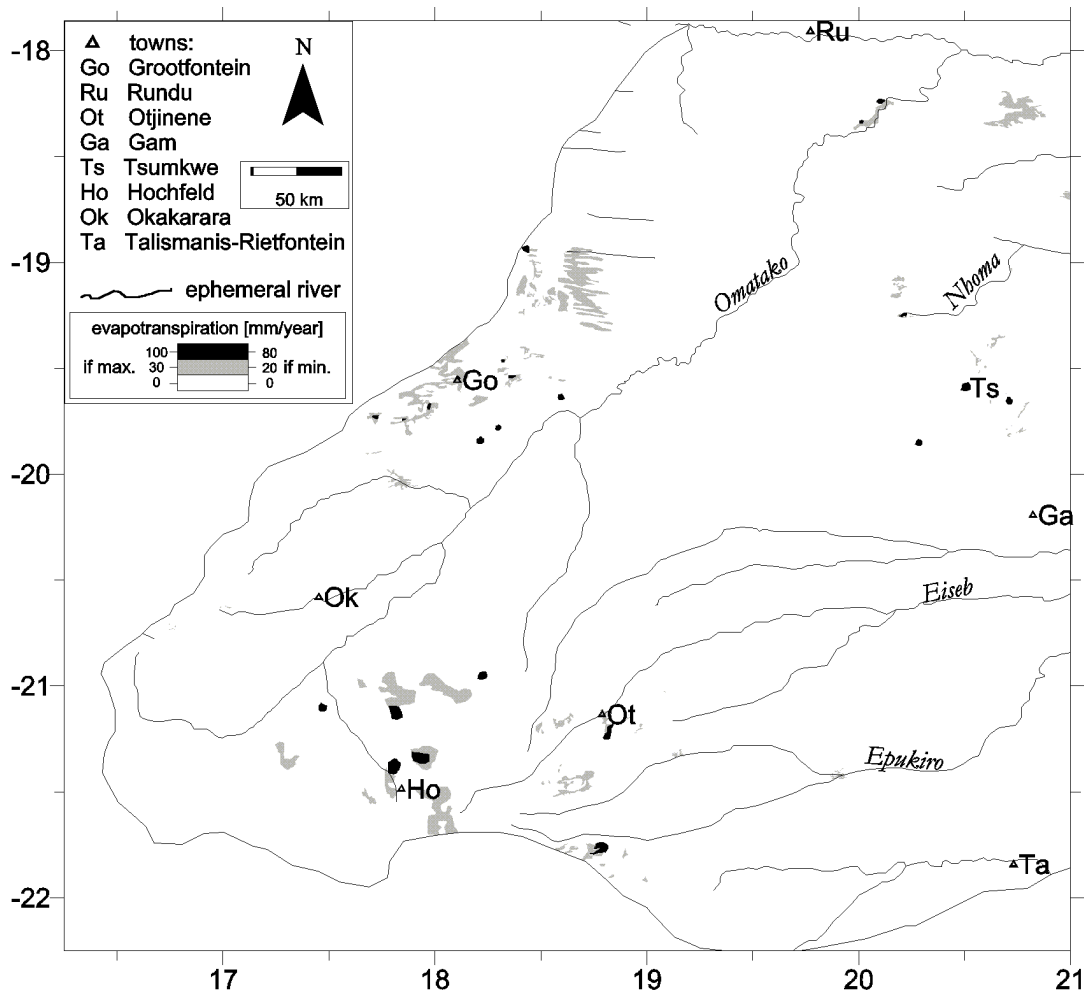 towns:
Go Grootfontein
Ru Rundu
Ot Otjinene
Ga Gam
Ts Tsumkwe
Ho Hochfeld
Ok Okakarara
Ta Talismanis-Rietfontein
N
50 km
ephemeral river
evapotranspiration [mm/year]
if max. 100 80 if min.
30 20
0 0
-18
-19
-20
-21
-22
17 18 19 20 21
Ru
Omatako
Nhoma
Go
Ts
Ga
Ok
Eiseb
Ot
Epukiro
Ho
Ta